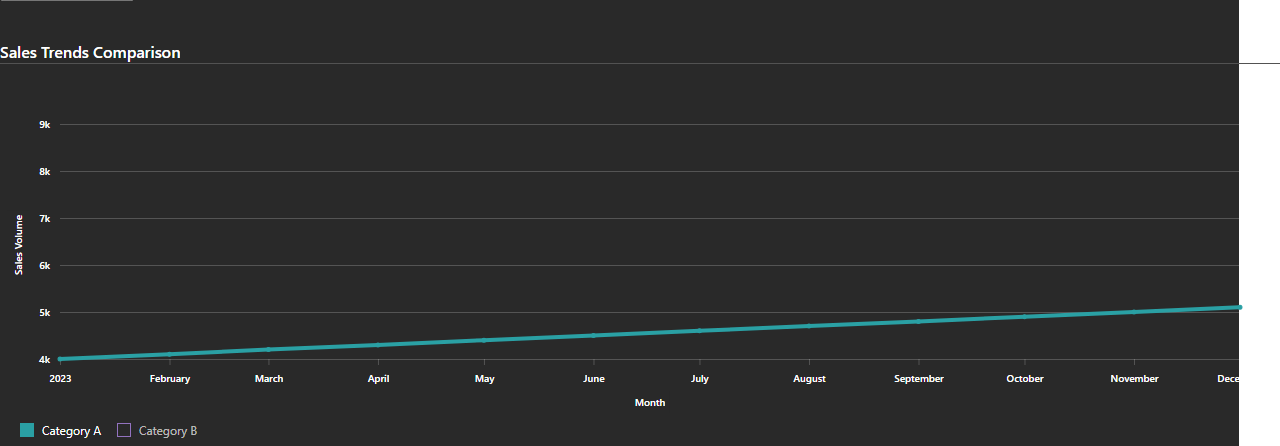 Sales Trends Comparison
9k
8k
7k
6k
5k
4k
Sales Volume
2023 February March April May June July August September October November Dece
Month
Category A Category B